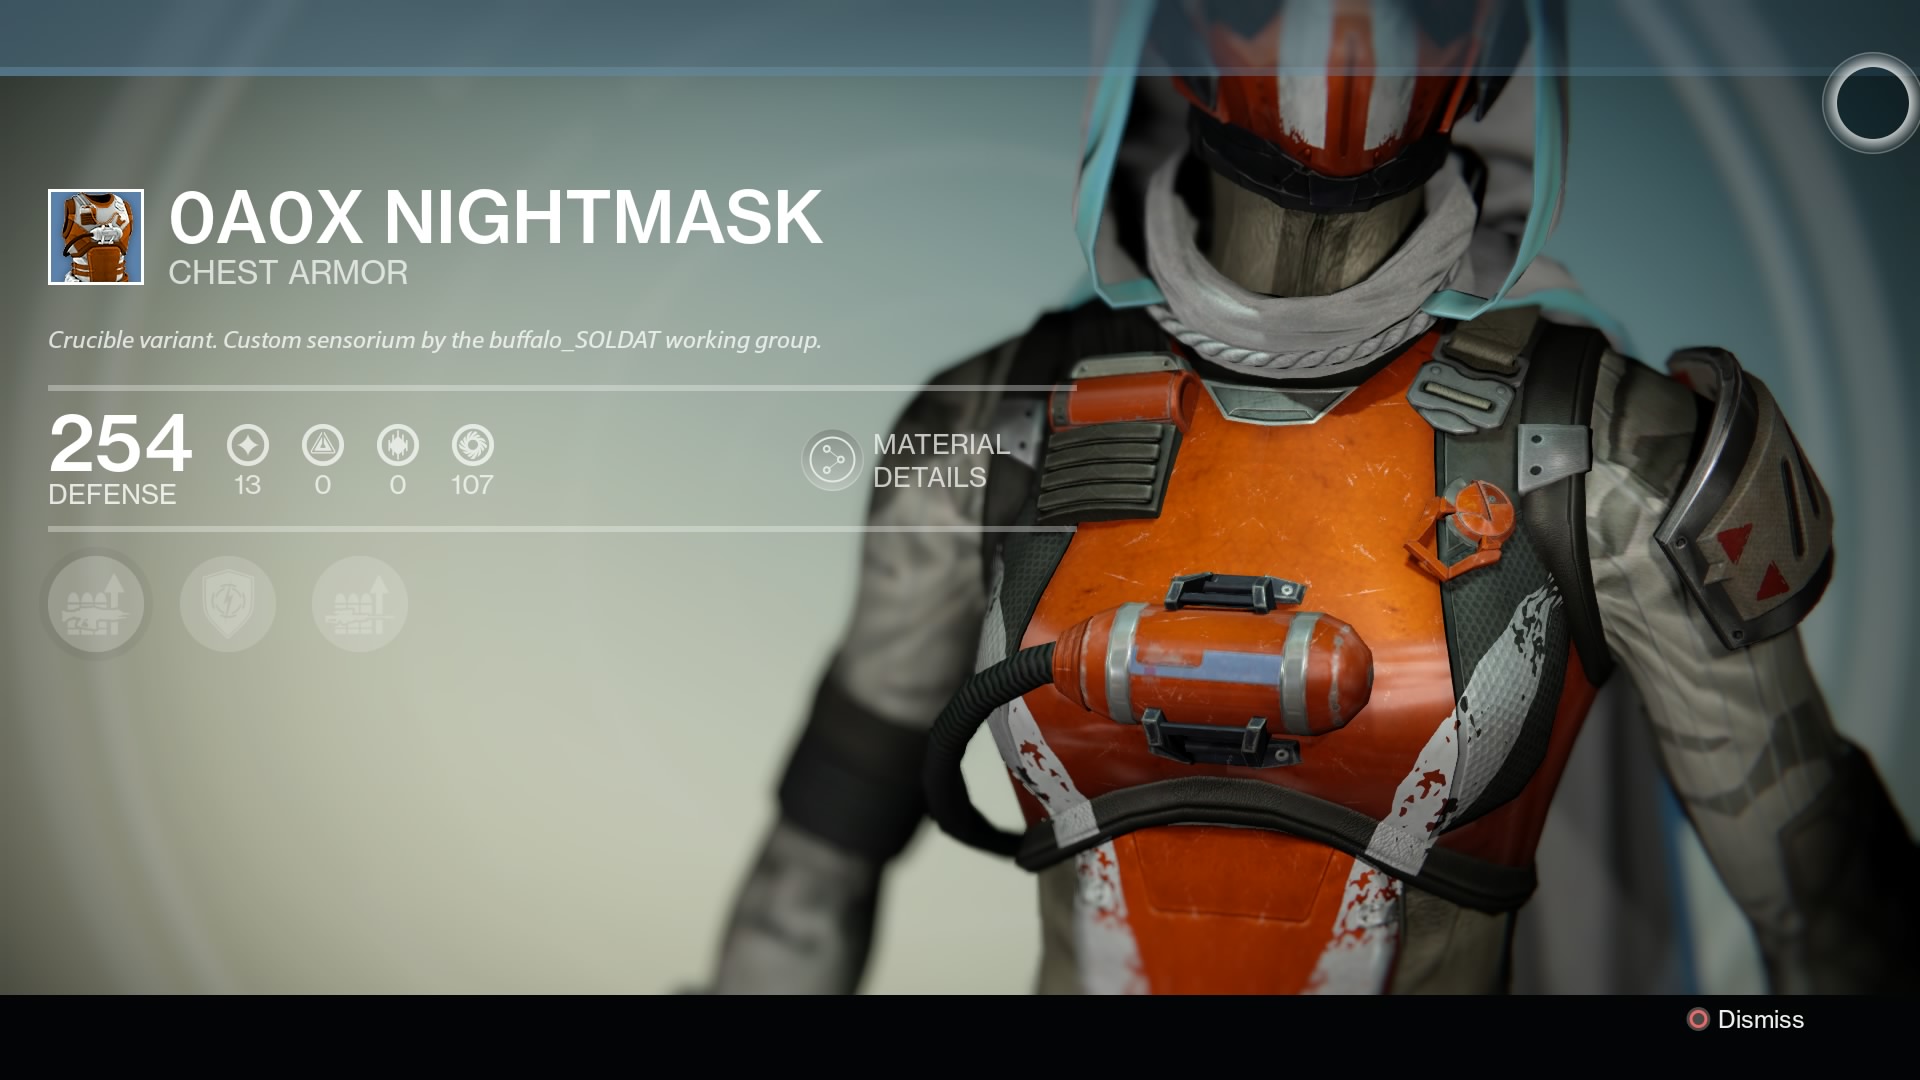 0A0X NIGHTMASK
CHEST ARMOR
Crucible variant. Custom sensorium by the buffalo_SOLDAT working group.
254
DEFENSE
13
0
0
107
MATERIAL
DETAILS
Dismiss